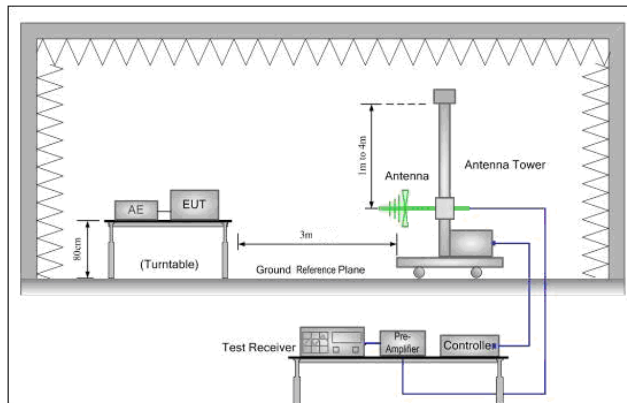 1m to 4m
Antenna
Antenna Tower
AE
EUT
3m
80cm
(Turntable)
Ground Reference Plane
Test Receiver
Pre-
Amplifier
Controller